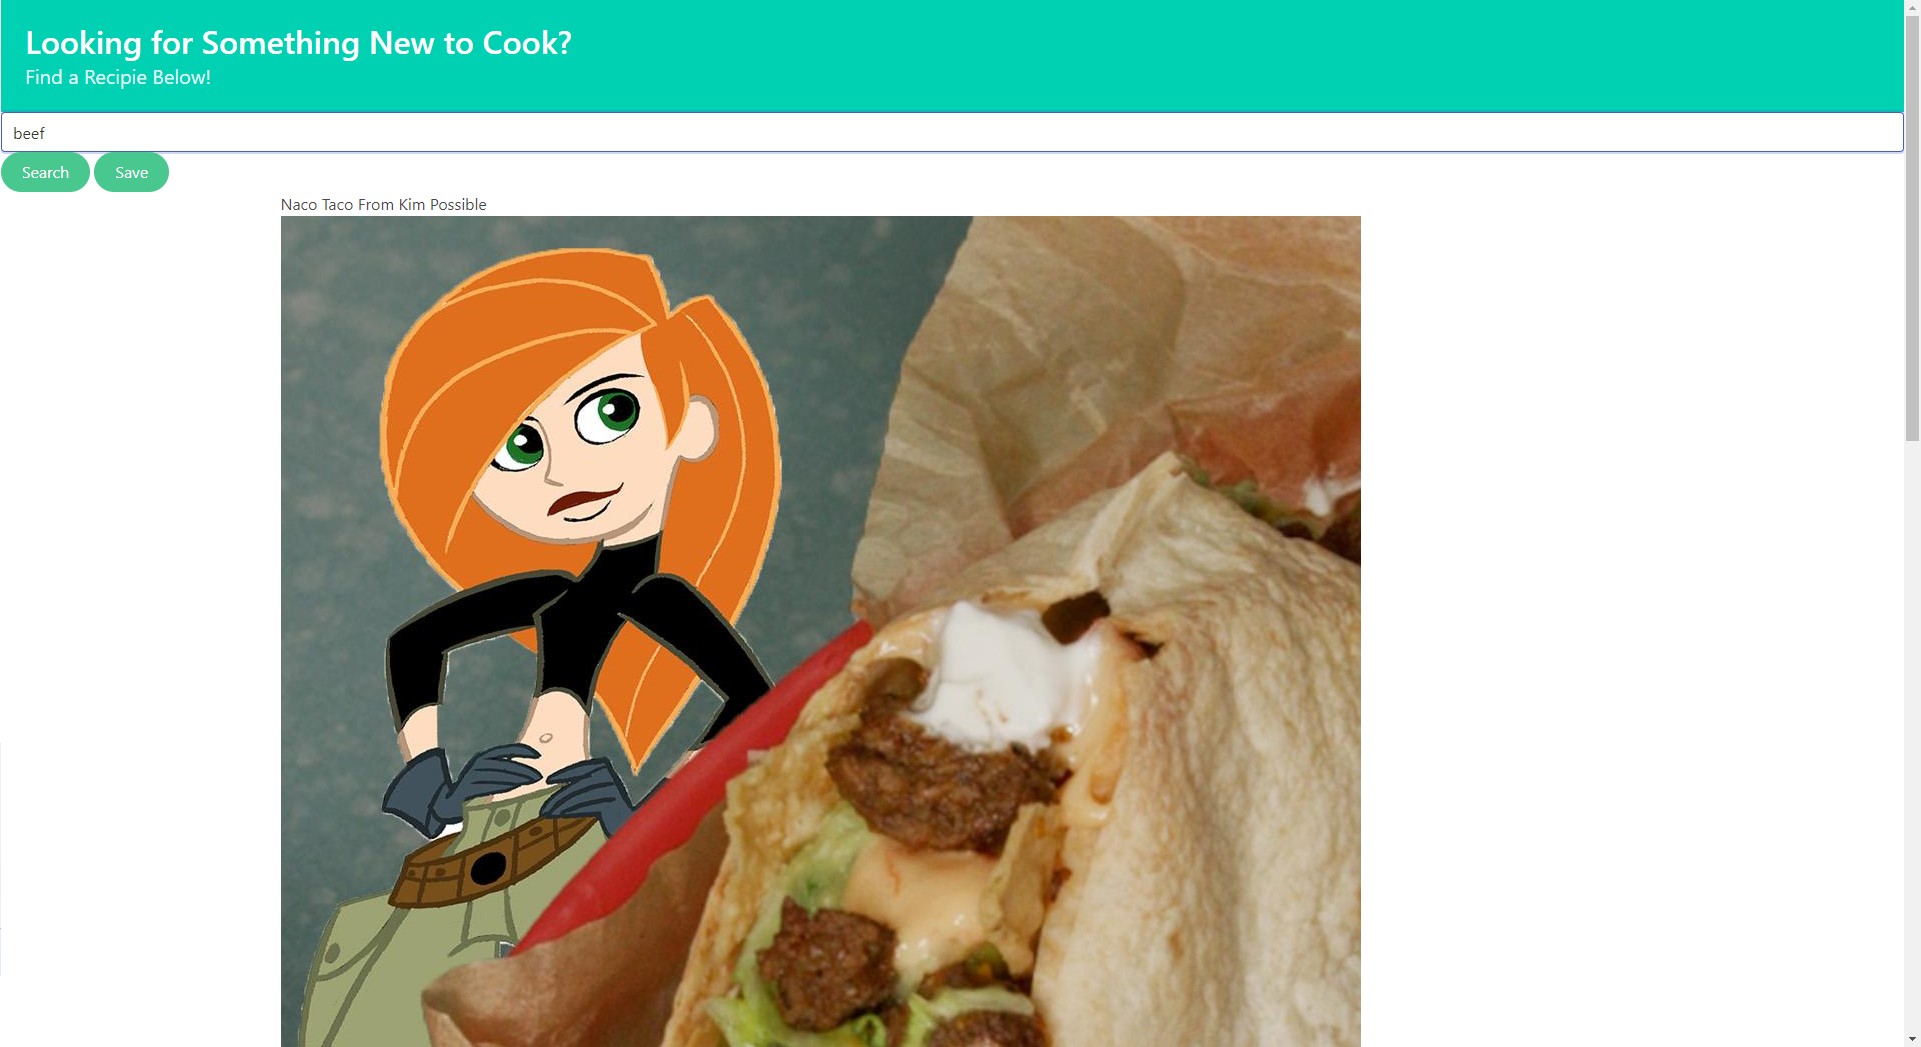 Looking for Something New to Cook?
Find a Recipie Below!
beef
Search Save
Naco Taco From Kim Possible